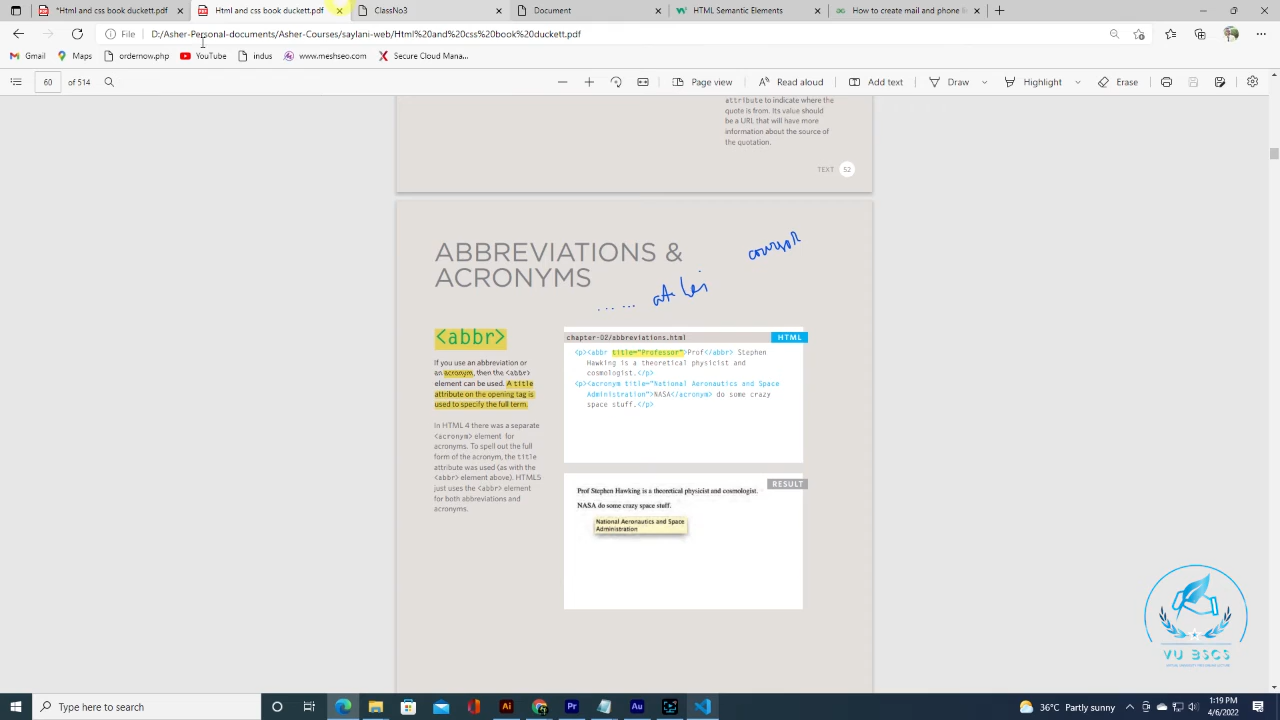 Html and css book duckett.pdf
Html and css book duckett.pdf
ClassNo3
Document
Document
How to create mail and phone li
File
D:/Asher-Personal-documents/Asher-Courses/saylani-web/Html%20and%20css%20bsook%20duckett.pdf
Gmail
Maps
ordernow.php
YouTube
indus
www.meshseo.com
Connect Cloud Mana...
60 of 514
Page view
Read aloud
Add text
Draw
Highlight
Erase
attribute to indicate where the
quote is from. Its value should
be a URL that will have more
information about the source of
the quotation.
TEXT 52
ABBREVIATIONS &
ACRONYMS
<abbr>
If you use an abbreviation or
an acronym, then the <abbr>
element can be used. A title
attribute on the opening tag is
used to specify the full term.
In HTML 4 there was a separate
<acronym> element for
acronyms. To spell out the full
form of the acronym, the title
attribute was used (as with the
<abbr> element above). HTML5
just uses the <abbr> element
for both abbreviations and
acronyms.
chapter-02/abbreviations.html
HTML
<p><abbr title="Professor">Prof</abbr> Stephen
Hawking is a theoretical physicist and
cosmologist.</p>
<p><acronym title="National Aeronautics and Space
Administration">NASA</acronym> do some crazy
space stuff.</p>
RESULT
Prof Stephen Hawking is a theoretical physicist and cosmologist.
NASA do some crazy space stuff.
National Aeronautics and Space
Administration
VU BSCS
Type here to search
36°C Partly sunny
1:19 PM
4/6/2022